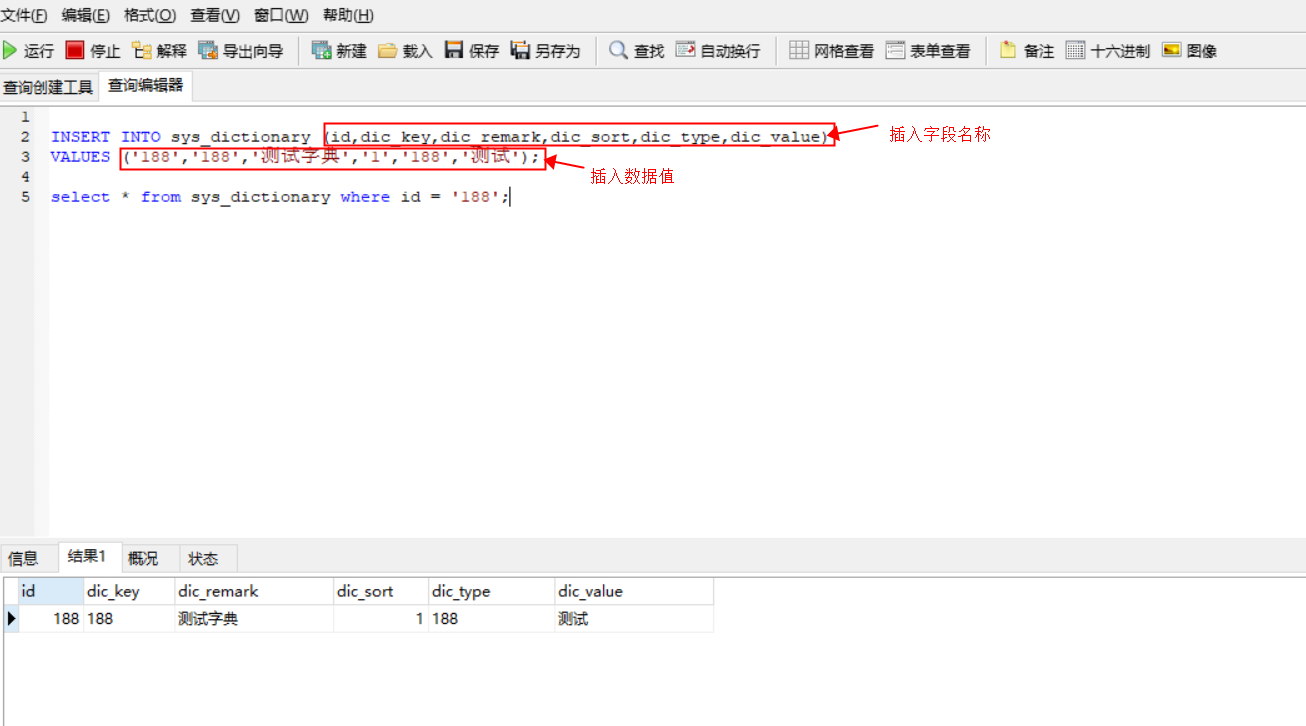 文件(F) 编辑(E) 格式(O) 查看(V) 窗口(W) 帮助(H)
运行 停止 解释 导出向导 新建 载入 保存 另存为 查找 自动换行 网格查看 表单查看 备注 十六进制 图像
查询创建工具 查询编辑器
1
2 INSERT INTO sys_dictionary (id,dic_key,dic_remark,dic_sort,dic_type,dic_value) 插入字段名称
3 VALUES ('188','188','测试字典','1','188','测试');
插入数据值
4
5 select * from sys_dictionary where id = '188';
信息 结果1 概况 状态
id dic_key dic_remark dic_sort dic_type dic_value
188 188 测试字典 1 188 测试